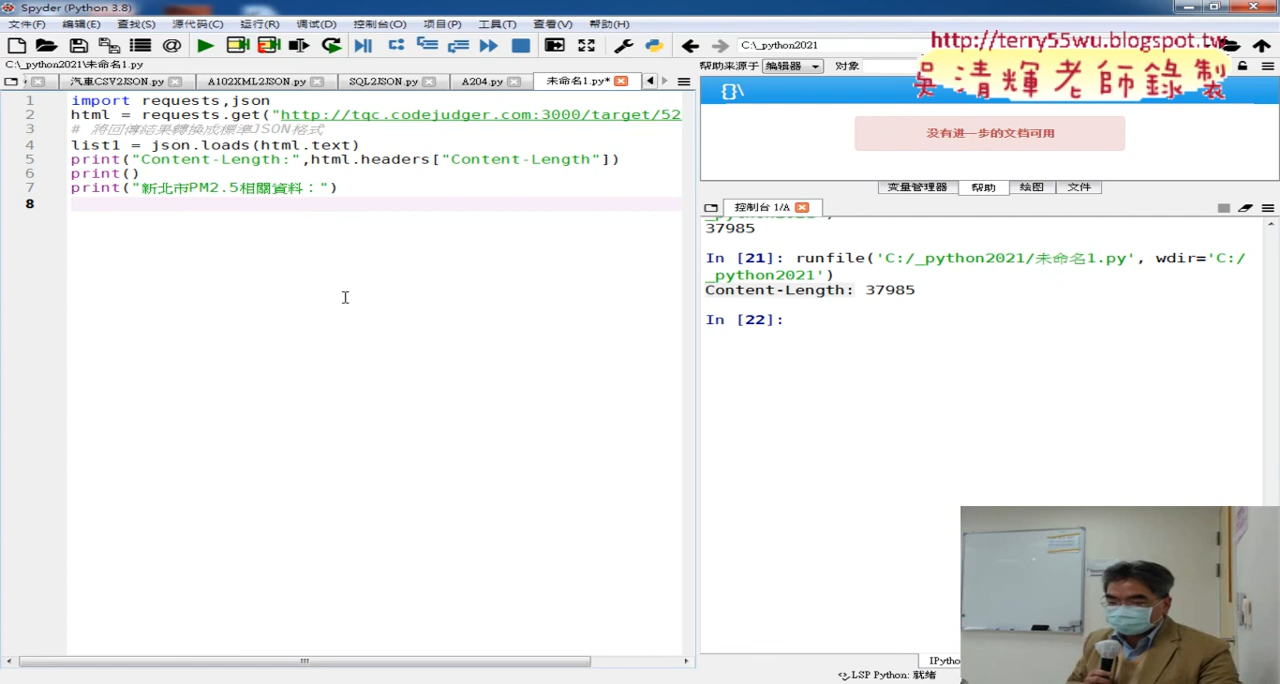 Spyder (Python 3.8)
文件(F) 编辑(E) 查找(S) 源代码(C) 运行(R) 调试(D) 控制台(O) 项目(P) 工具(T) 查看(V) 帮助(H)
C:\_python2021
http://terry55wu.blogspot.tw
吳清輝老師錄製
C:\_python2021\未命名1.py
帮助来源于 编辑器 对象
汽車CSV2JSON.py A102XML2JSON.py SQL2JSON.py A204.py 未命名1.py*
{}\
没有进一步的文档可用
变量管理器 帮助 绘图 文件
控制台 1/A
1 import requests,json
2 html = requests.get("http://tqc.codejudger.com:3000/target/52
3 # 將回傳結果轉換成標準JSON格式
4 list1 = json.loads(html.text)
5 print("Content-Length:",html.headers["Content-Length"])
6 print()
7 print("新北市PM2.5相關資料：")
8
37985
In [21]: runfile('C:/_python2021/未命名1.py', wdir='C:/
_python2021')
Content-Length: 37985
In [22]:
IPytho
LSP Python: 就绪